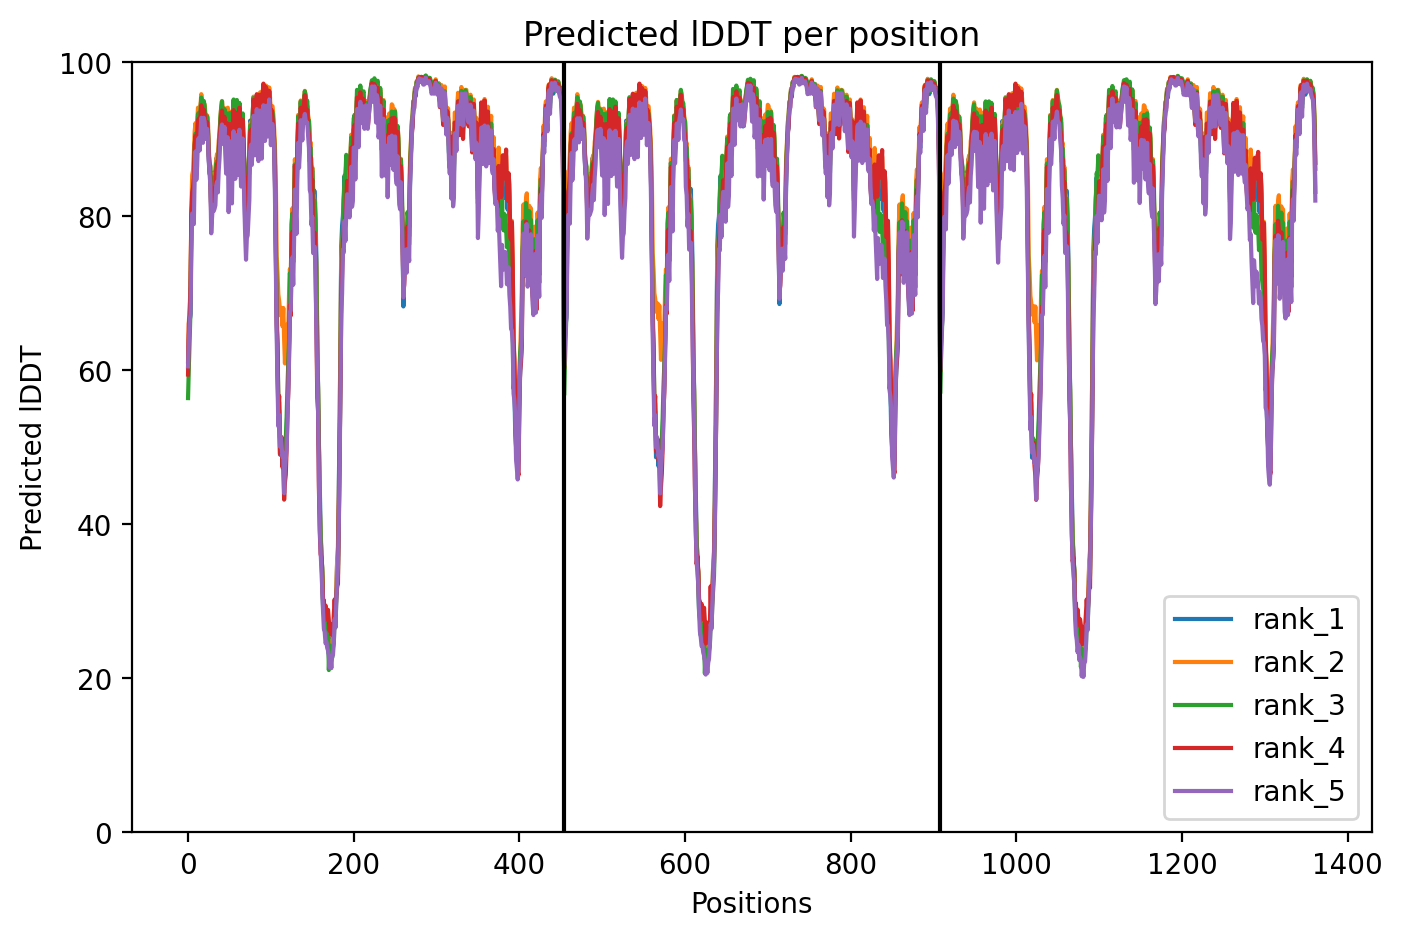 Predicted lDDT per position
100
80
60
40
20
0
Predicted lDDT
0 200 400 600 800 1000 1200 1400
Positions
rank_1
rank_2
rank_3
rank_4
rank_5